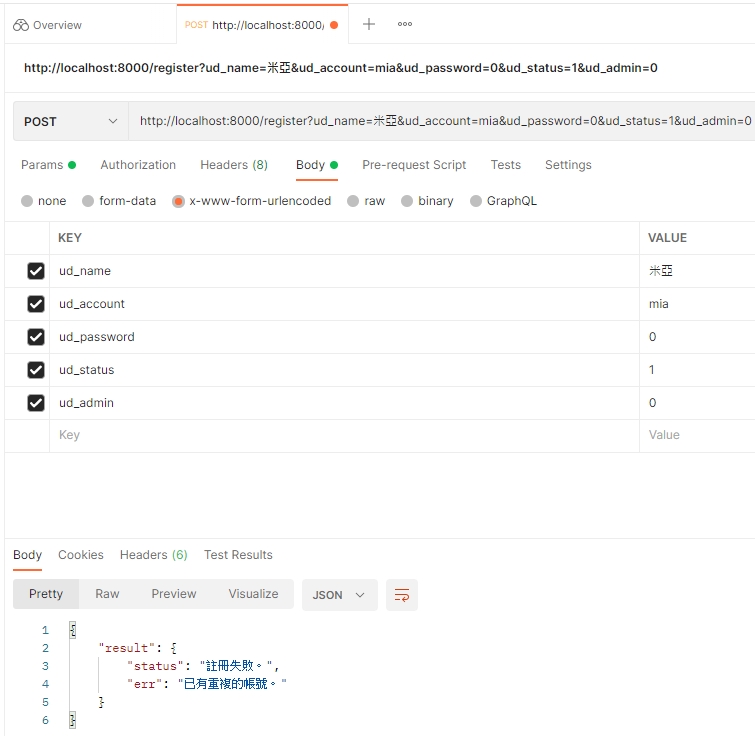 Overview
POST http://localhost:8000/
http://localhost:8000/register?ud_name=米亞&ud_account=mia&ud_password=0&ud_status=1&ud_admin=0
POST http://localhost:8000/register?ud_name=米亞&ud_account=mia&ud_password=0&ud_status=1&ud_admin=0
Params Authorization Headers (8) Body Pre-request Script Tests Settings
none form-data x-www-form-urlencoded raw binary GraphQL
KEY VALUE
ud_name 米亞
ud_account mia
ud_password 0
ud_status 1
ud_admin 0
Key Value
Body Cookies Headers (6) Test Results
Pretty Raw Preview Visualize JSON
1 {
2 "result": {
3 "status": "註冊失敗。",
4 "err": "已有重複的帳號。"
5 }
6 }